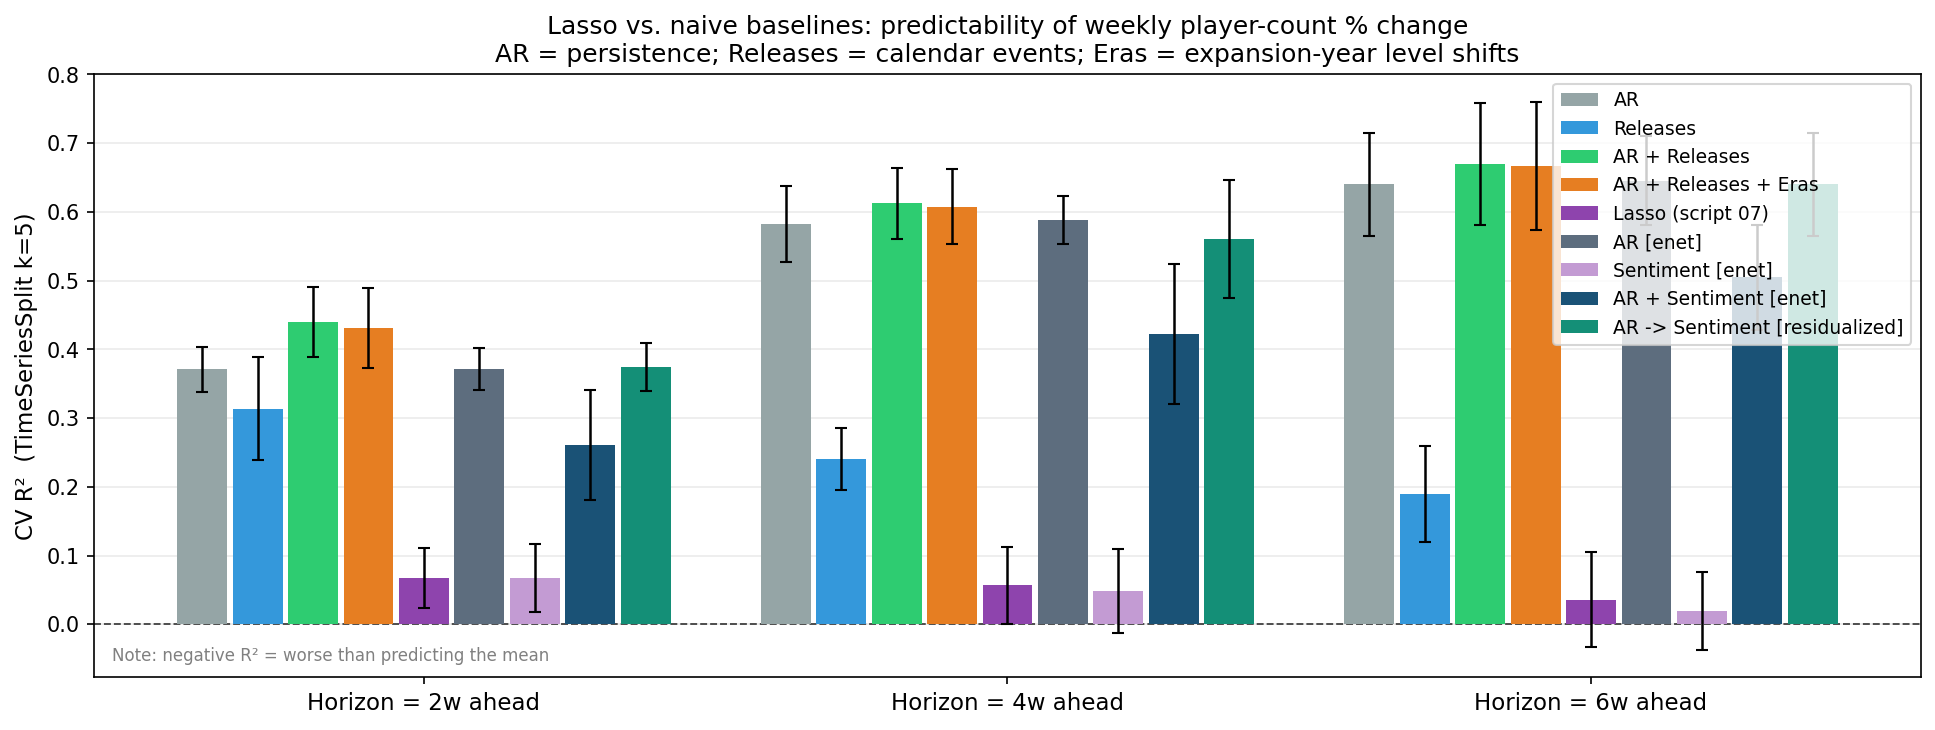 Lasso vs. naive baselines: predictability of weekly player-count % change
AR = persistence; Releases = calendar events; Eras = expansion-year level shifts
CV R² (TimeSeriesSplit k=5)
0.8
0.7
0.6
0.5
0.4
0.3
0.2
0.1
0.0
AR
Releases
AR + Releases
AR + Releases + Eras
Lasso (script 07)
AR [enet]
Sentiment [enet]
AR + Sentiment [enet]
AR -> Sentiment [residualized]
Note: negative R² = worse than predicting the mean
Horizon = 2w ahead
Horizon = 4w ahead
Horizon = 6w ahead